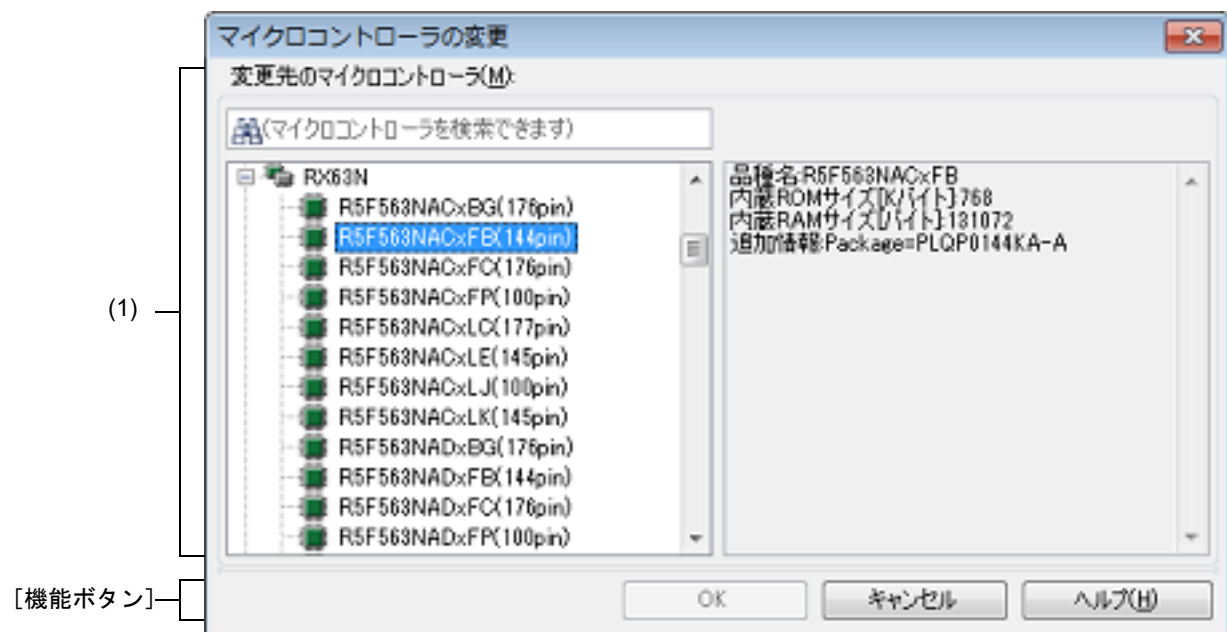 マイクロコントローラの変更
変更先のマイクロコントローラ(M):
(マイクロコントローラを検索できます)
RX63N
R5F563NACxBG(176pin)
R5F563NACxFB(144pin)
R5F563NACxFC(176pin)
R5F563NACxFP(100pin)
R5F563NACxLC(177pin)
R5F563NACxLE(145pin)
R5F563NACxLJ(100pin)
R5F563NACxLK(145pin)
R5F563NADxBG(176pin)
R5F563NADxFB(144pin)
R5F563NADxFC(176pin)
R5F563NADxFP(100pin)
品種名:R5F563NACxFB
内蔵ROMサイズ[Kバイト]:768
内蔵RAMサイズ[バイト]:131072
追加情報:Package=PLQP0144KA-A
(1)
[機能ボタン]
OK
キャンセル
ヘルプ(H)